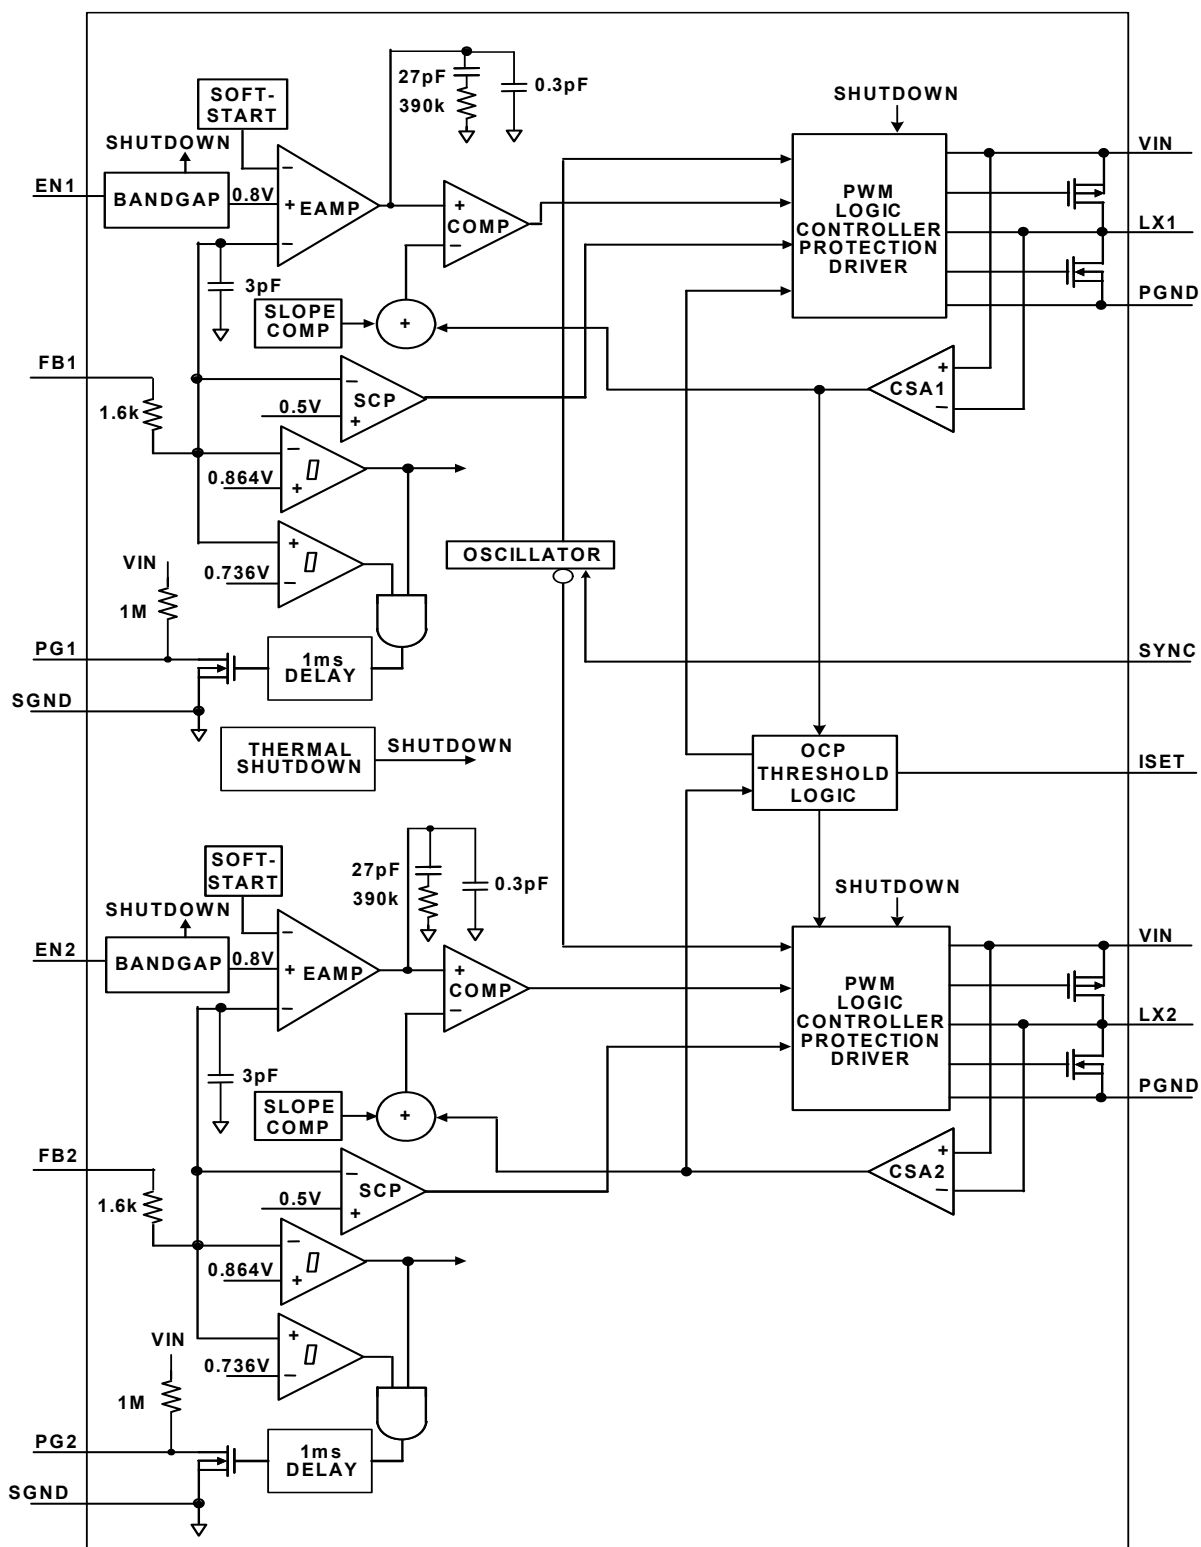 27pF
390k
0.3pF
SOFT-
START
SHUTDOWN
SHUTDOWN
VIN
EN1
BANDGAP
0.8V
−
+
−
EAMP
+
−
COMP
PWM
LOGIC
CONTROLLER
PROTECTION
DRIVER
LX1
3pF
SLOPE
COMP
+
PGND
FB1
1.6k
−
+
SCP
0.5V
+
−
CSA1
−
+
0.864V
OSCILLATOR
VIN
+
−
0.736V
1M
PG1
1ms
DELAY
SYNC
SGND
THERMAL
SHUTDOWN
SHUTDOWN
OCP
THRESHOLD
LOGIC
ISET
27pF
390k
0.3pF
SOFT-
START
SHUTDOWN
SHUTDOWN
VIN
EN2
BANDGAP
0.8V
−
+
−
EAMP
+
−
COMP
PWM
LOGIC
CONTROLLER
PROTECTION
DRIVER
LX2
3pF
SLOPE
COMP
+
PGND
FB2
1.6k
−
+
SCP
0.5V
+
−
CSA2
−
+
0.864V
VIN
+
−
0.736V
1M
PG2
1ms
DELAY
SGND